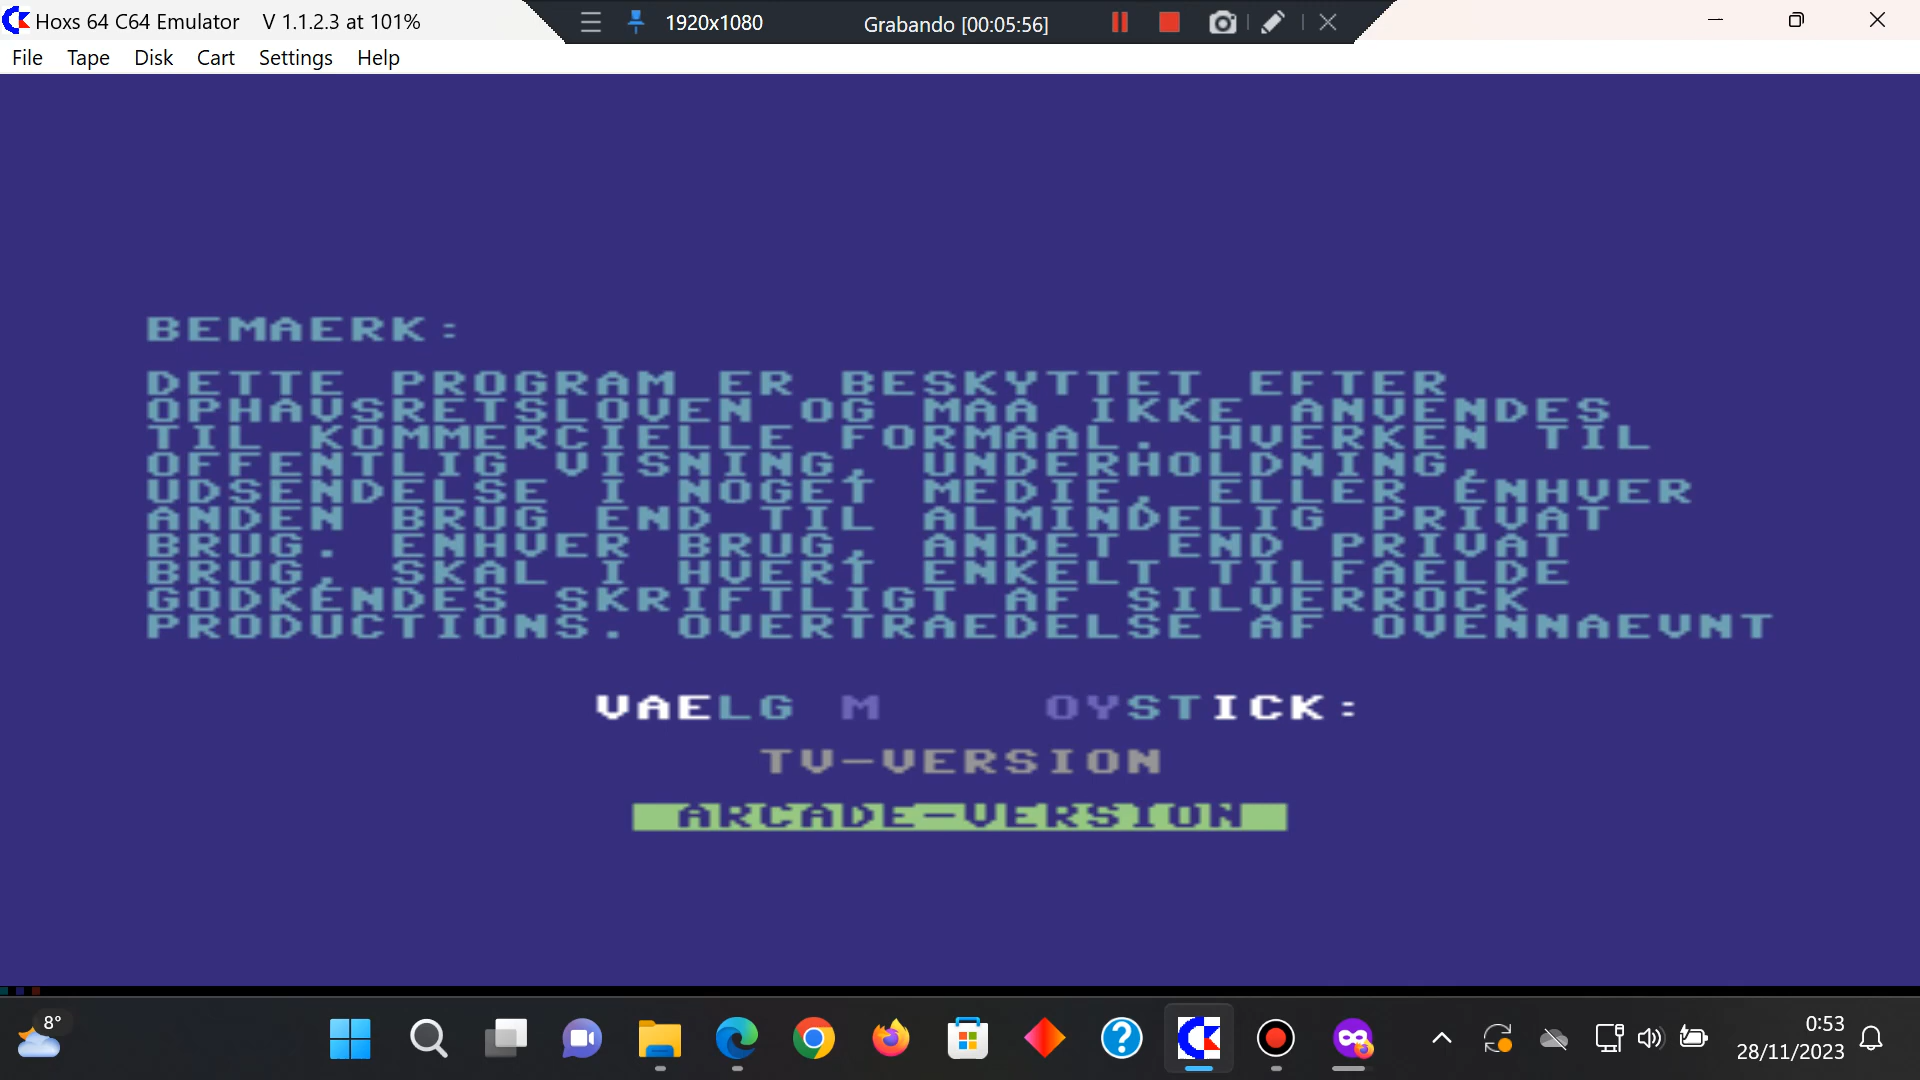 Hoxs 64 C64 Emulator V 1.1.2.3 at 101%
1920x1080
Grabando [00:05:56]
File Tape Disk Cart Settings Help
BEMAERK:
DETTE PROGRAM ER BESKYTTET EFTER
OPHAVSRETSLOVEN OG MAA IKKE ANVENDES
TIL KOMMERCIELLE FORMAAL. HVERKEN TIL
OFFENTLIG VISNING, UNDERHOLDNING,
UDSENDELSE I NOGET MEDIE, ELLER ENHVER
ANDEN BRUG END TIL ALMINDELIG PRIVAT
BRUG. ENHVER BRUG, ANDET END PRIVAT
BRUG, SKAL I HVERT ENKELT TILFAELDE
GODKENDES SKRIFTLIGT AF SILVERROCK
PRODUCTIONS. OVERTRAEDELSE AF OVENNAEVNT
VAELG M OYSTICK:
TV-VERSION
ARCADE-VERSION
8°
0:53
28/11/2023